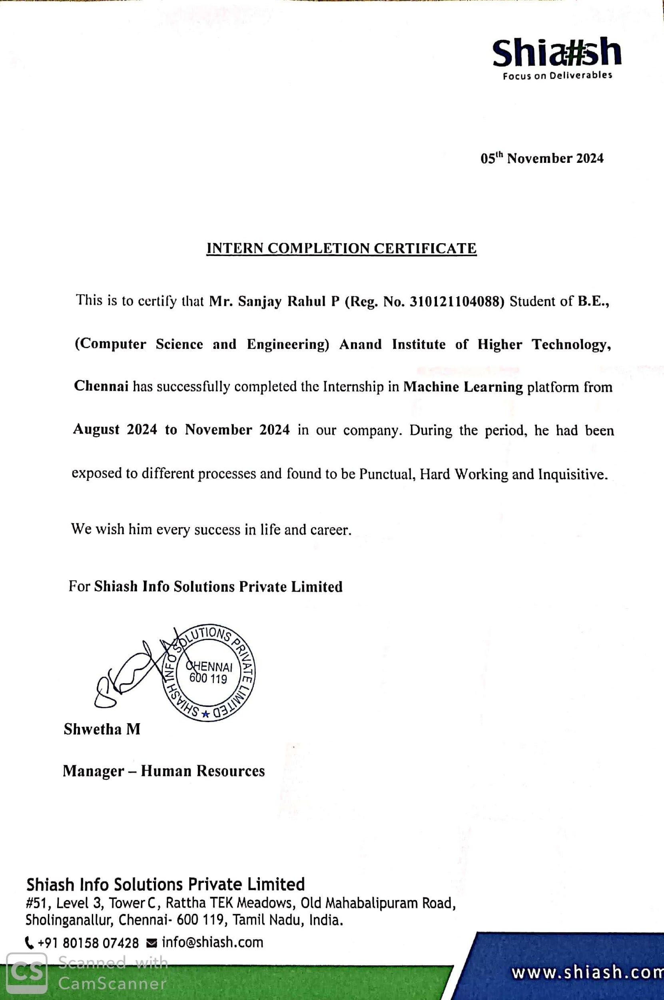 Shia#sh
Focus on Deliverables
05th November 2024
INTERN COMPLETION CERTIFICATE
This is to certify that Mr. Sanjay Rahul P (Reg. No. 310121104088) Student of B.E.,
(Computer Science and Engineering) Anand Institute of Higher Technology,
Chennai has successfully completed the Internship in Machine Learning platform from
August 2024 to November 2024 in our company. During the period, he had been
exposed to different processes and found to be Punctual, Hard Working and Inquisitive.
We wish him every success in life and career.
For Shiash Info Solutions Private Limited
SHIASH INFO SOLUTIONS PRIVATE LIMITED
CHENNAI
600 119
Shwetha M
Manager – Human Resources
Shiash Info Solutions Private Limited
#51, Level 3, Tower C, Rattha TEK Meadows, Old Mahabalipuram Road,
Sholinganallur, Chennai- 600 119, Tamil Nadu, India.
+91 80158 07428 info@shiash.com
www.shiash.com
CS
Scanned with
CamScanner